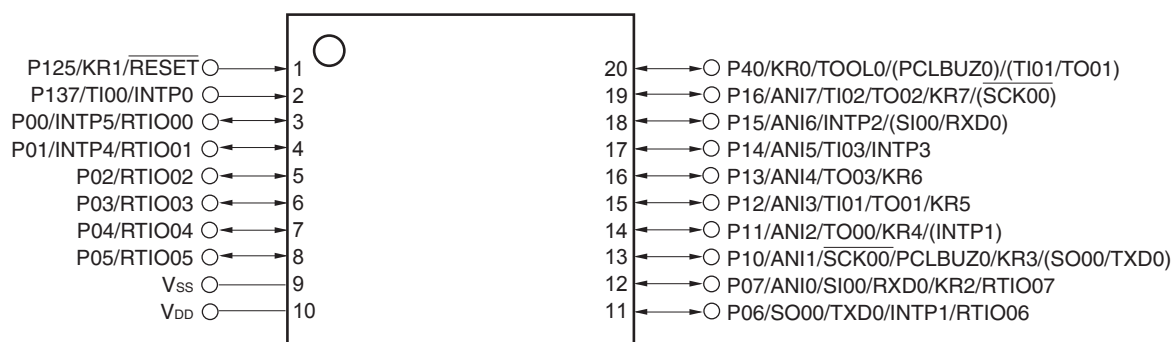 P125/KR1/RESET 1
P137/TI00/INTP0 2
P00/INTP5/RTIO00 3
P01/INTP4/RTIO01 4
P02/RTIO02 5
P03/RTIO03 6
P04/RTIO04 7
P05/RTIO05 8
VSS 9
VDD 10
20 P40/KR0/TOOL0/(PCLBUZ0)/(TI01/TO01)
19 P16/ANI7/TI02/TO02/KR7/(SCK00)
18 P15/ANI6/INTP2/(SI00/RXD0)
17 P14/ANI5/TI03/INTP3
16 P13/ANI4/TO03/KR6
15 P12/ANI3/TI01/TO01/KR5
14 P11/ANI2/TO00/KR4/(INTP1)
13 P10/ANI1/SCK00/PCLBUZ0/KR3/(SO00/TXD0)
12 P07/ANI0/SI00/RXD0/KR2/RTIO07
11 P06/SO00/TXD0/INTP1/RTIO06